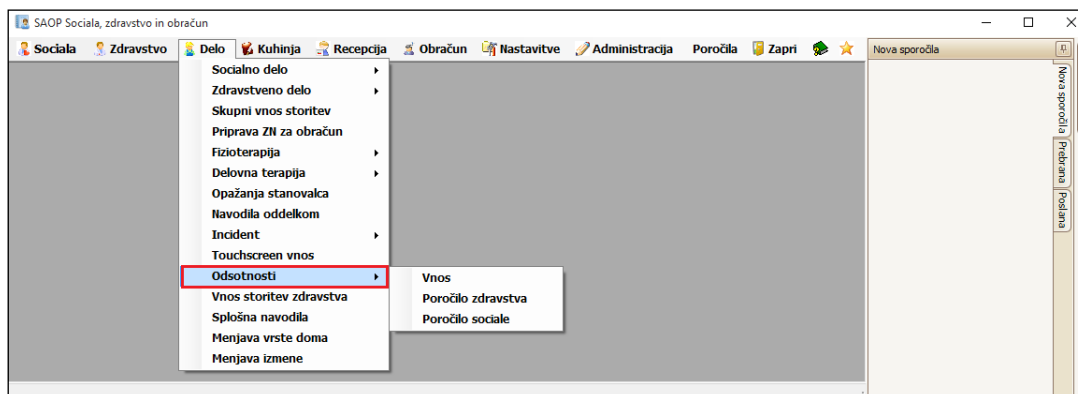 SAOP Sociala, zdravstvo in obračun
Sociala Zdravstvo Delo Kuhinja Recepcija Obračun Nastavitve Administracija Poročila Zapri
Nova sporočila
Socialno delo
Zdravstveno delo
Skupni vnos storitev
Priprava ZN za obračun
Fizioterapija
Delovna terapija
Opažanja stanovalca
Navodila oddelkom
Incident
Touchscreen vnos
Odsotnosti
Vnos storitev zdravstva
Splošna navodila
Menjava vrste doma
Menjava izmene
Vnos
Poročilo zdravstva
Poročilo sociale
Nova sporočila
Prebrana
Poslana